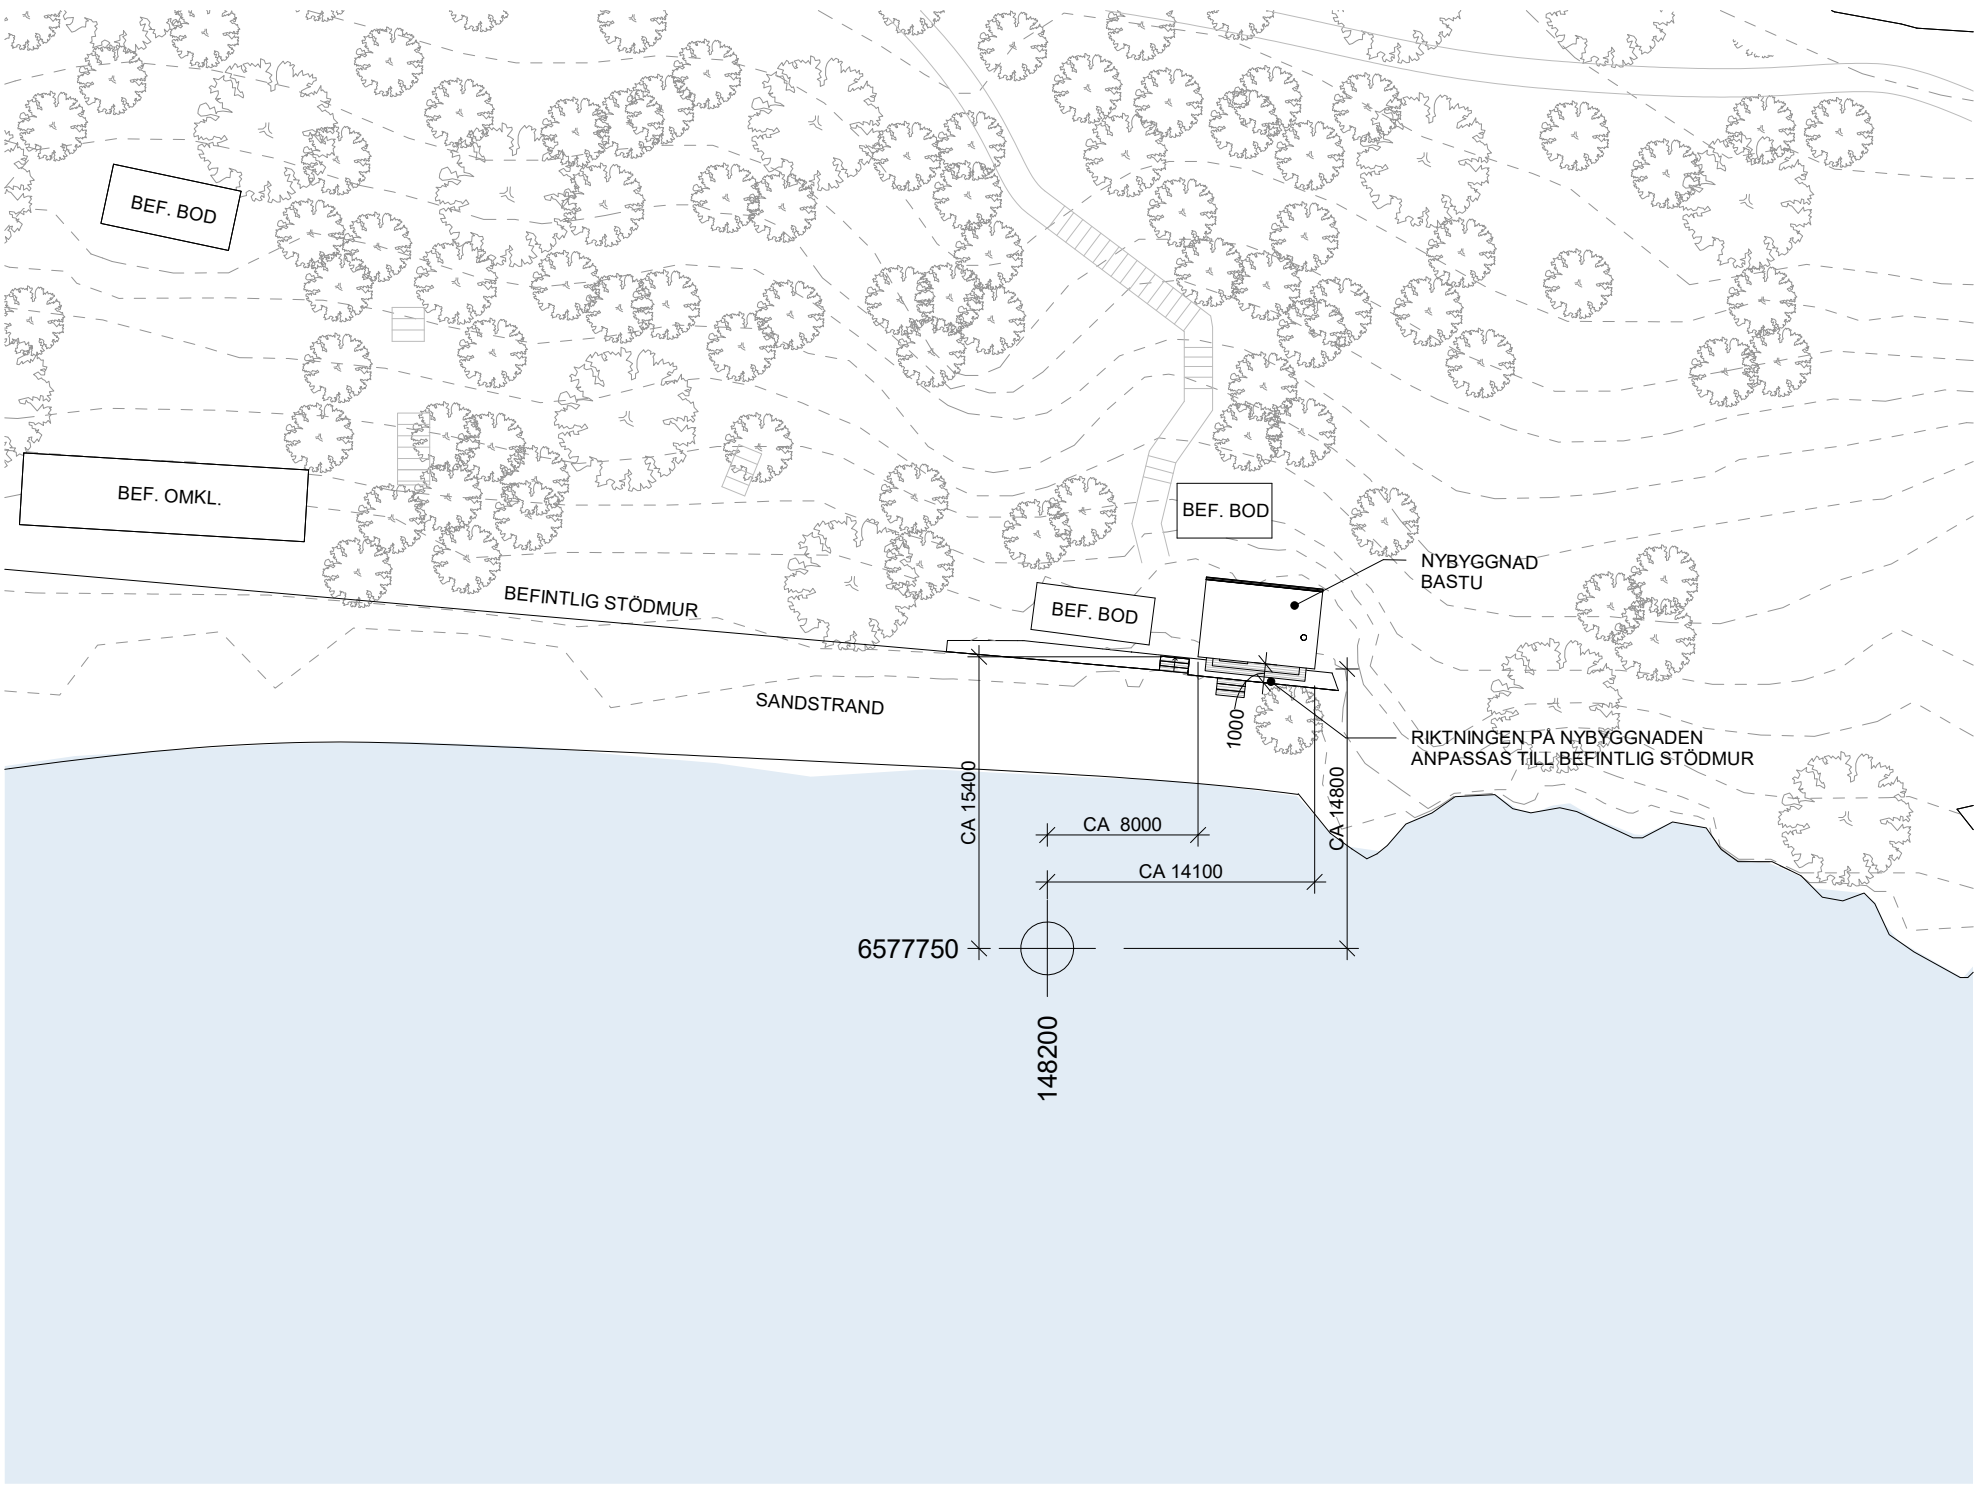 BEF. BOD
BEF. OMKL.
BEF. BOD
NYBYGGNAD
BASTU
BEFINTLIG STÖDMUR
BEF. BOD
SANDSTRAND
1000
RIKTNINGEN PÅ NYBYGGNADEN
ANPASSAS TILL BEFINTLIG STÖDMUR
CA 15400
CA 14800
CA 8000
CA 14100
6577750
148200